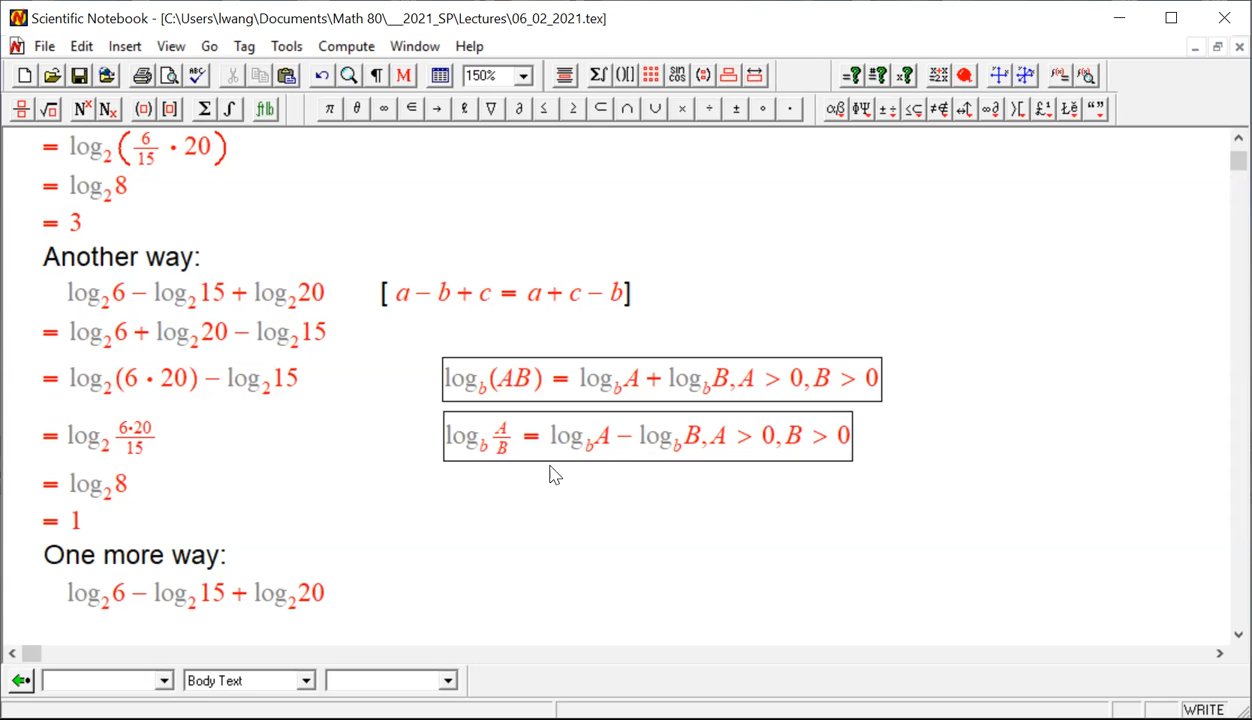 Scientific Notebook - [C:\Users\lwang\Documents\Math 80\__2021_SP\Lectures\06_02_2021.tex]
File Edit Insert View Go Tag Tools Compute Window Help
150%
= log₂(6/15 · 20)
= log₂8
= 3
Another way:
log₂6 − log₂15 + log₂20 [ a − b + c = a + c − b]
= log₂6 + log₂20 − log₂15
= log₂(6 · 20) − log₂15 log_b(AB) = log_bA + log_bB, A > 0, B > 0
= log₂ 6·20/15 log_b A/B = log_bA − log_bB, A > 0, B > 0
= log₂8
= 1
One more way:
log₂6 − log₂15 + log₂20
Body Text
WRITE